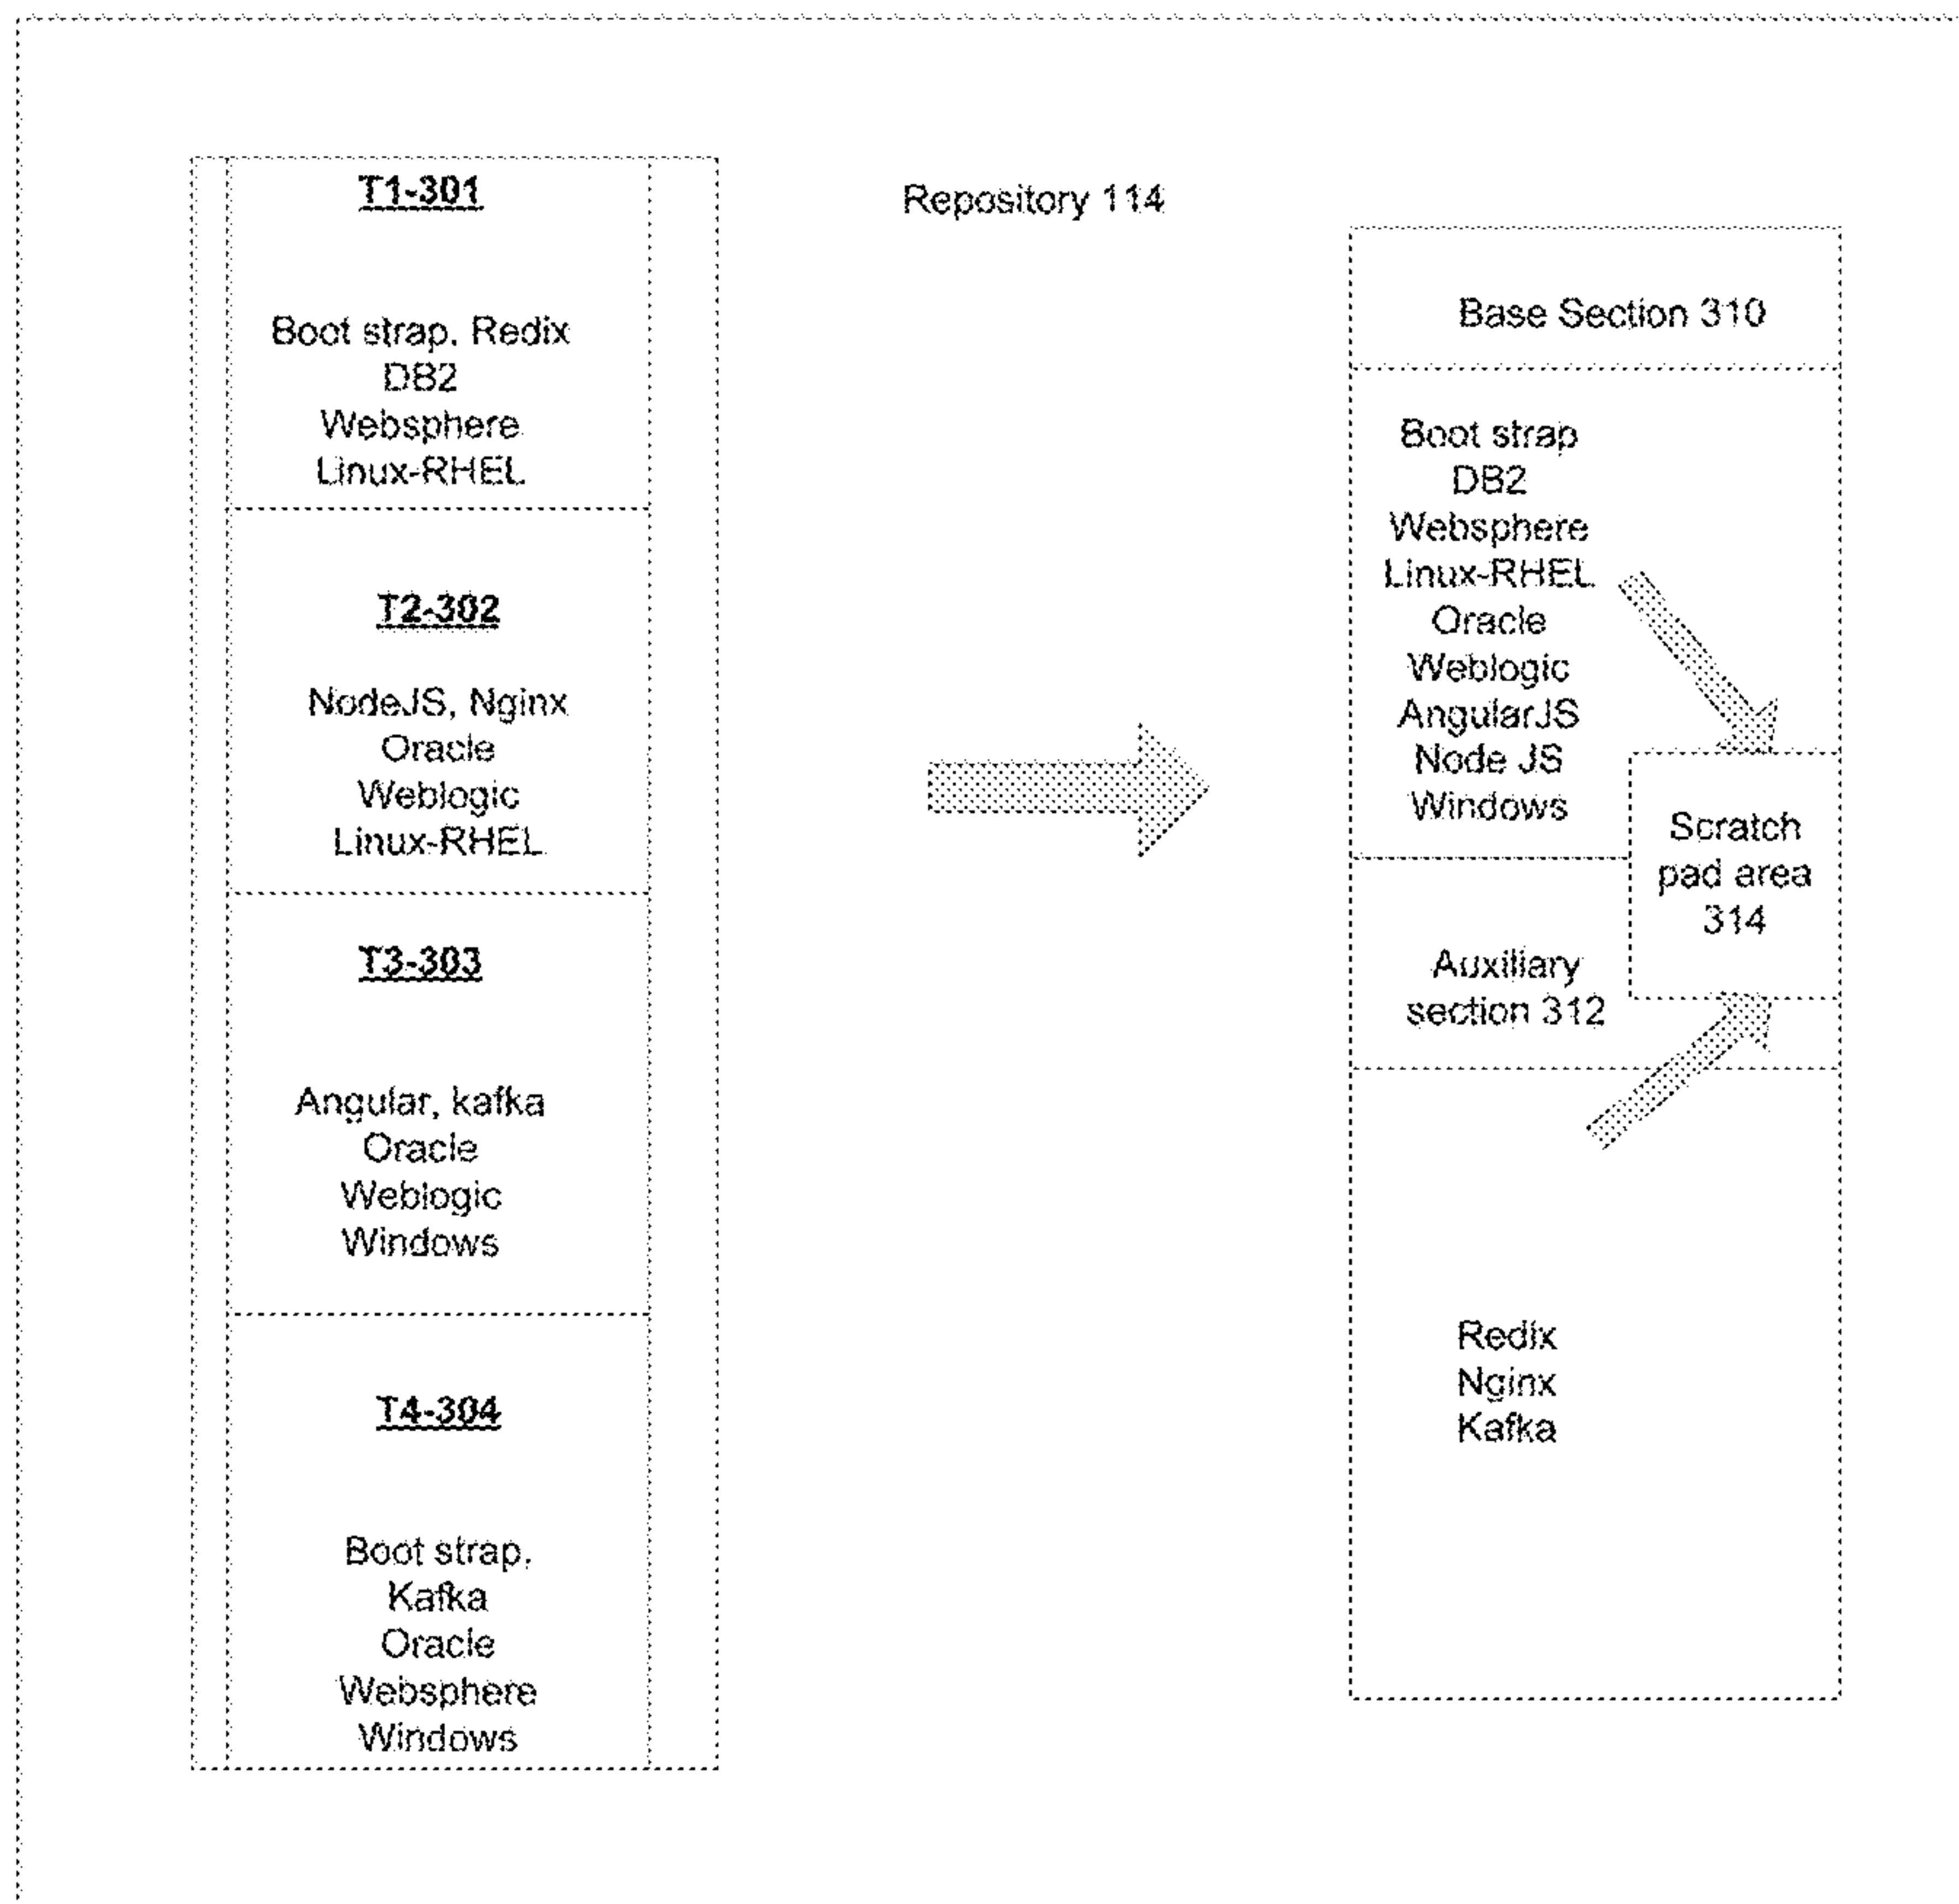 T1-301
Boot strap, Redix
DB2
Websphere
Linux-RHEL
T2-302
NodeJS, Nginx
Oracle
Weblogic
Linux-RHEL
T3-303
Angular, kafka
Oracle
Weblogic
Windows
T4-304
Boot strap,
Kafka
Oracle
Websphere
Windows
Repository 114
Base Section 310
Boot strap
DB2
Websphere
Linux-RHEL
Oracle
Weblogic
AngularJS
Node JS
Windows
Scratch
pad area
314
Auxiliary
section 312
Redix
Nginx
Kafka